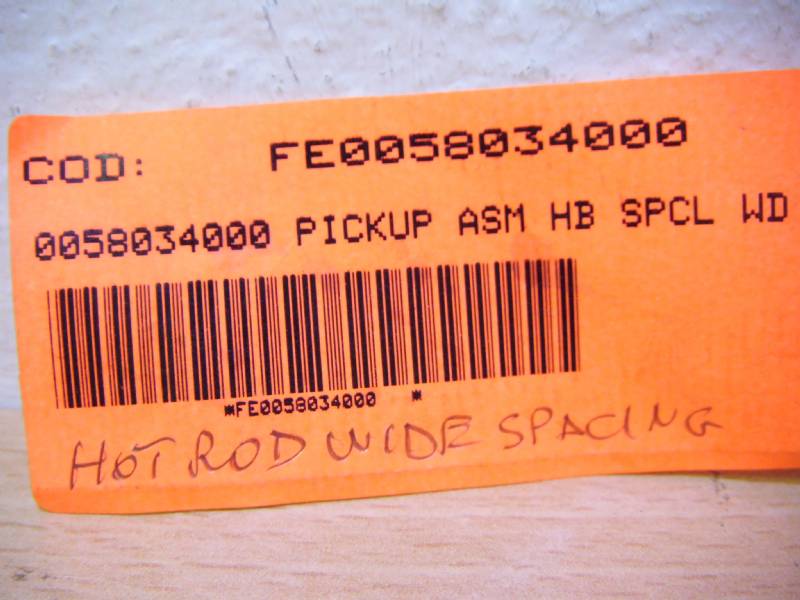 COD: FE0058034000
0058034000 PICKUP ASM HB SPCL WD
*FE0058034000 *
HOT ROD WIDE SPACING